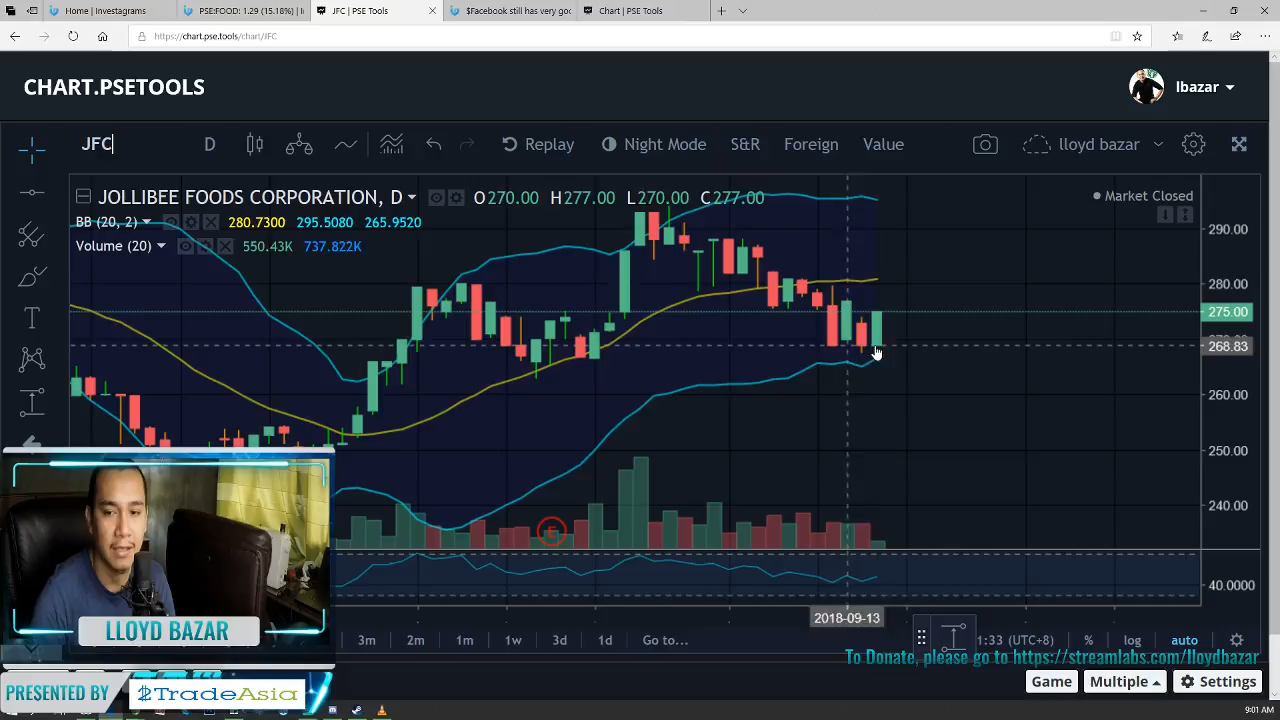 Home | Investagrams
PSE:FOOD: 1.29 (15.18%) | I
JFC | PSE Tools
$Facebook still has very goo
Chart | PSE Tools
https://chart.pse.tools/chart/JFC
CHART.PSETOOLS
lbazar
JFC
D
Replay
Night Mode
S&R
Foreign
Value
lloyd bazar
JOLLIBEE FOODS CORPORATION, D
O270.00 H277.00 L270.00 C277.00
Market Closed
BB (20, 2)
280.7300 295.5080 265.9520
Volume (20)
550.43K 737.822K
290.00
280.00
275.00
268.83
260.00
250.00
240.00
E
40.0000
2018-09-13
3m
2m
1m
1w
3d
1d
Go to...
1:33 (UTC+8)
%
log
auto
LLOYD BAZAR
To Donate, please go to https://streamlabs.com/lloydbazar
PRESENTED BY
$TradeAsia
Game
Multiple
Settings
9:01 AM